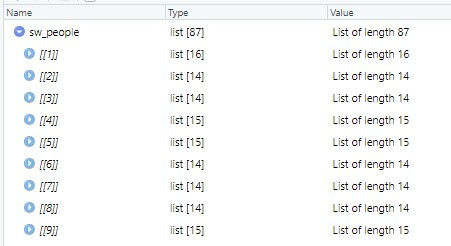 Name Type Value
sw_people list [87] List of length 87
[[1]] list [16] List of length 16
[[2]] list [14] List of length 14
[[3]] list [14] List of length 14
[[4]] list [15] List of length 15
[[5]] list [15] List of length 15
[[6]] list [14] List of length 14
[[7]] list [14] List of length 14
[[8]] list [14] List of length 14
[[9]] list [15] List of length 15